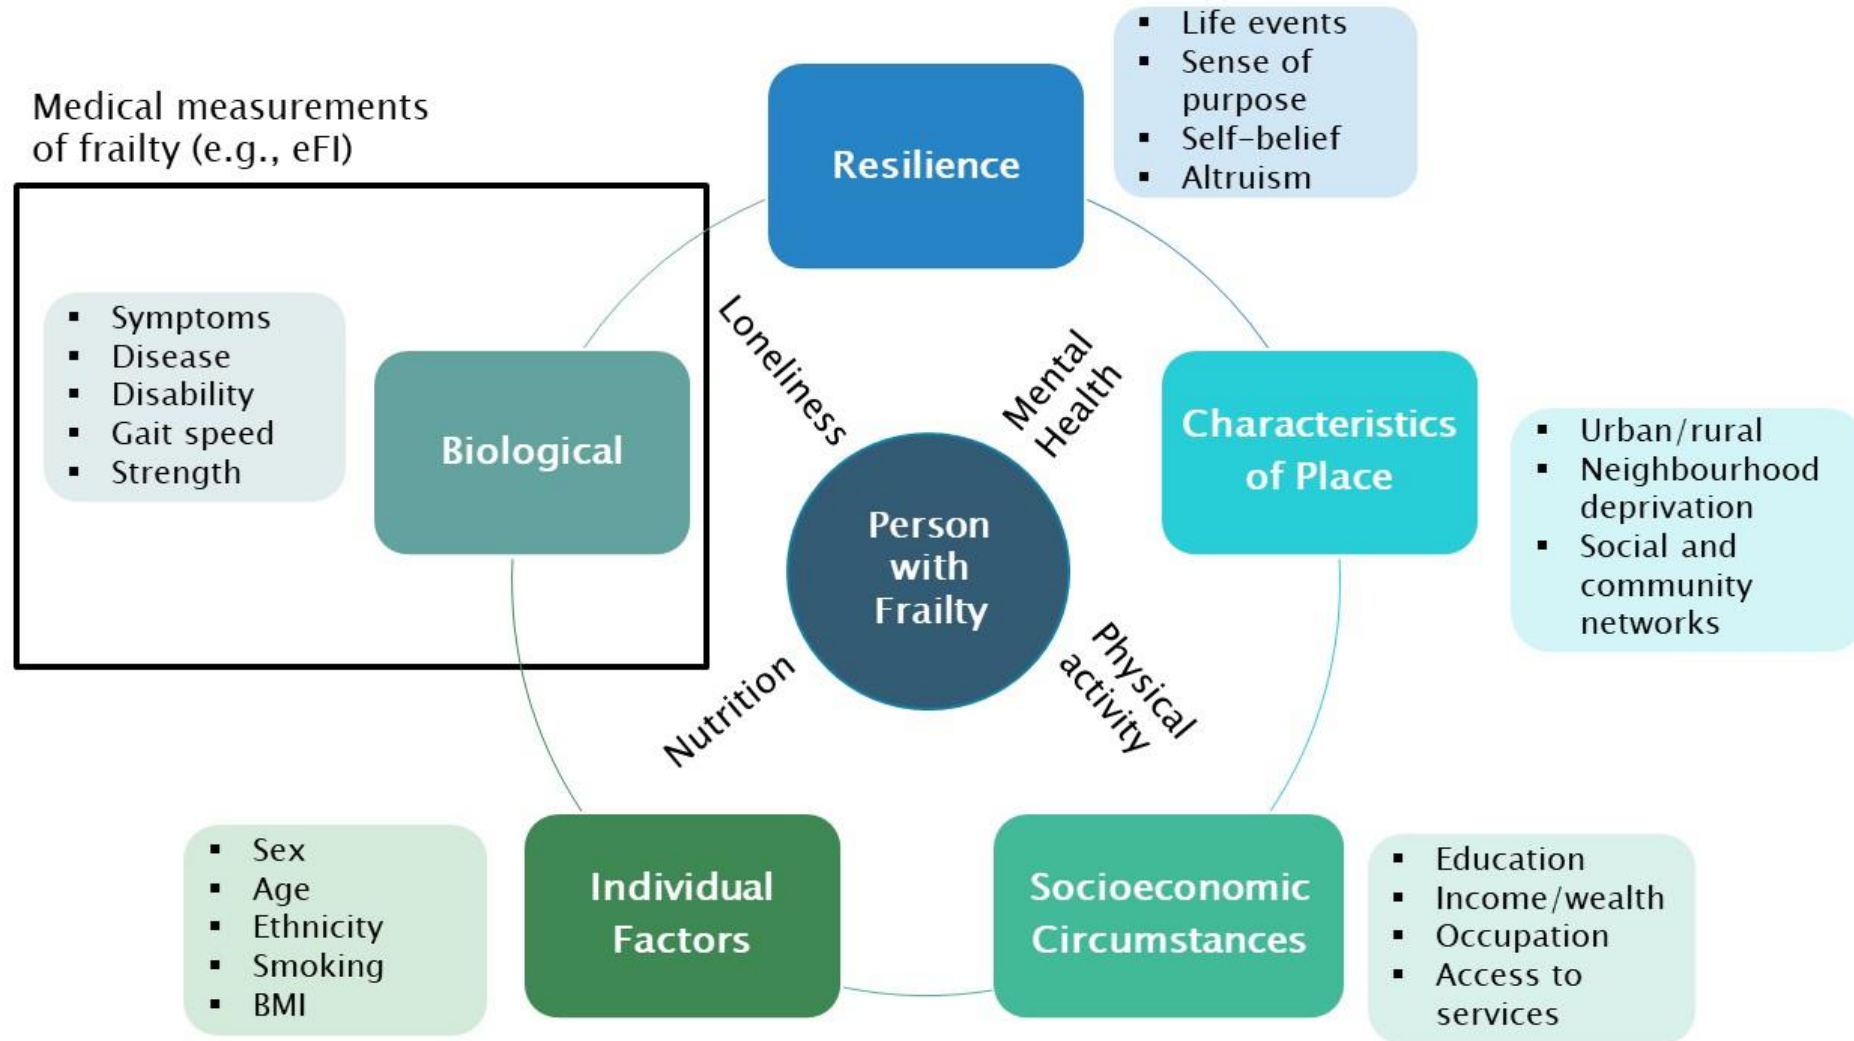 Medical measurements
of frailty (e.g., eFI)
▪ Symptoms
▪ Disease
▪ Disability
▪ Gait speed
▪ Strength
Biological
Resilience
▪ Life events
▪ Sense of
purpose
▪ Self-belief
▪ Altruism
Loneliness
Mental
Health
Characteristics
of Place
▪ Urban/rural
▪ Neighbourhood
deprivation
▪ Social and
community
networks
Person
with
Frailty
Nutrition
Physical
activity
▪ Sex
▪ Age
▪ Ethnicity
▪ Smoking
▪ BMI
Individual
Factors
Socioeconomic
Circumstances
▪ Education
▪ Income/wealth
▪ Occupation
▪ Access to
services